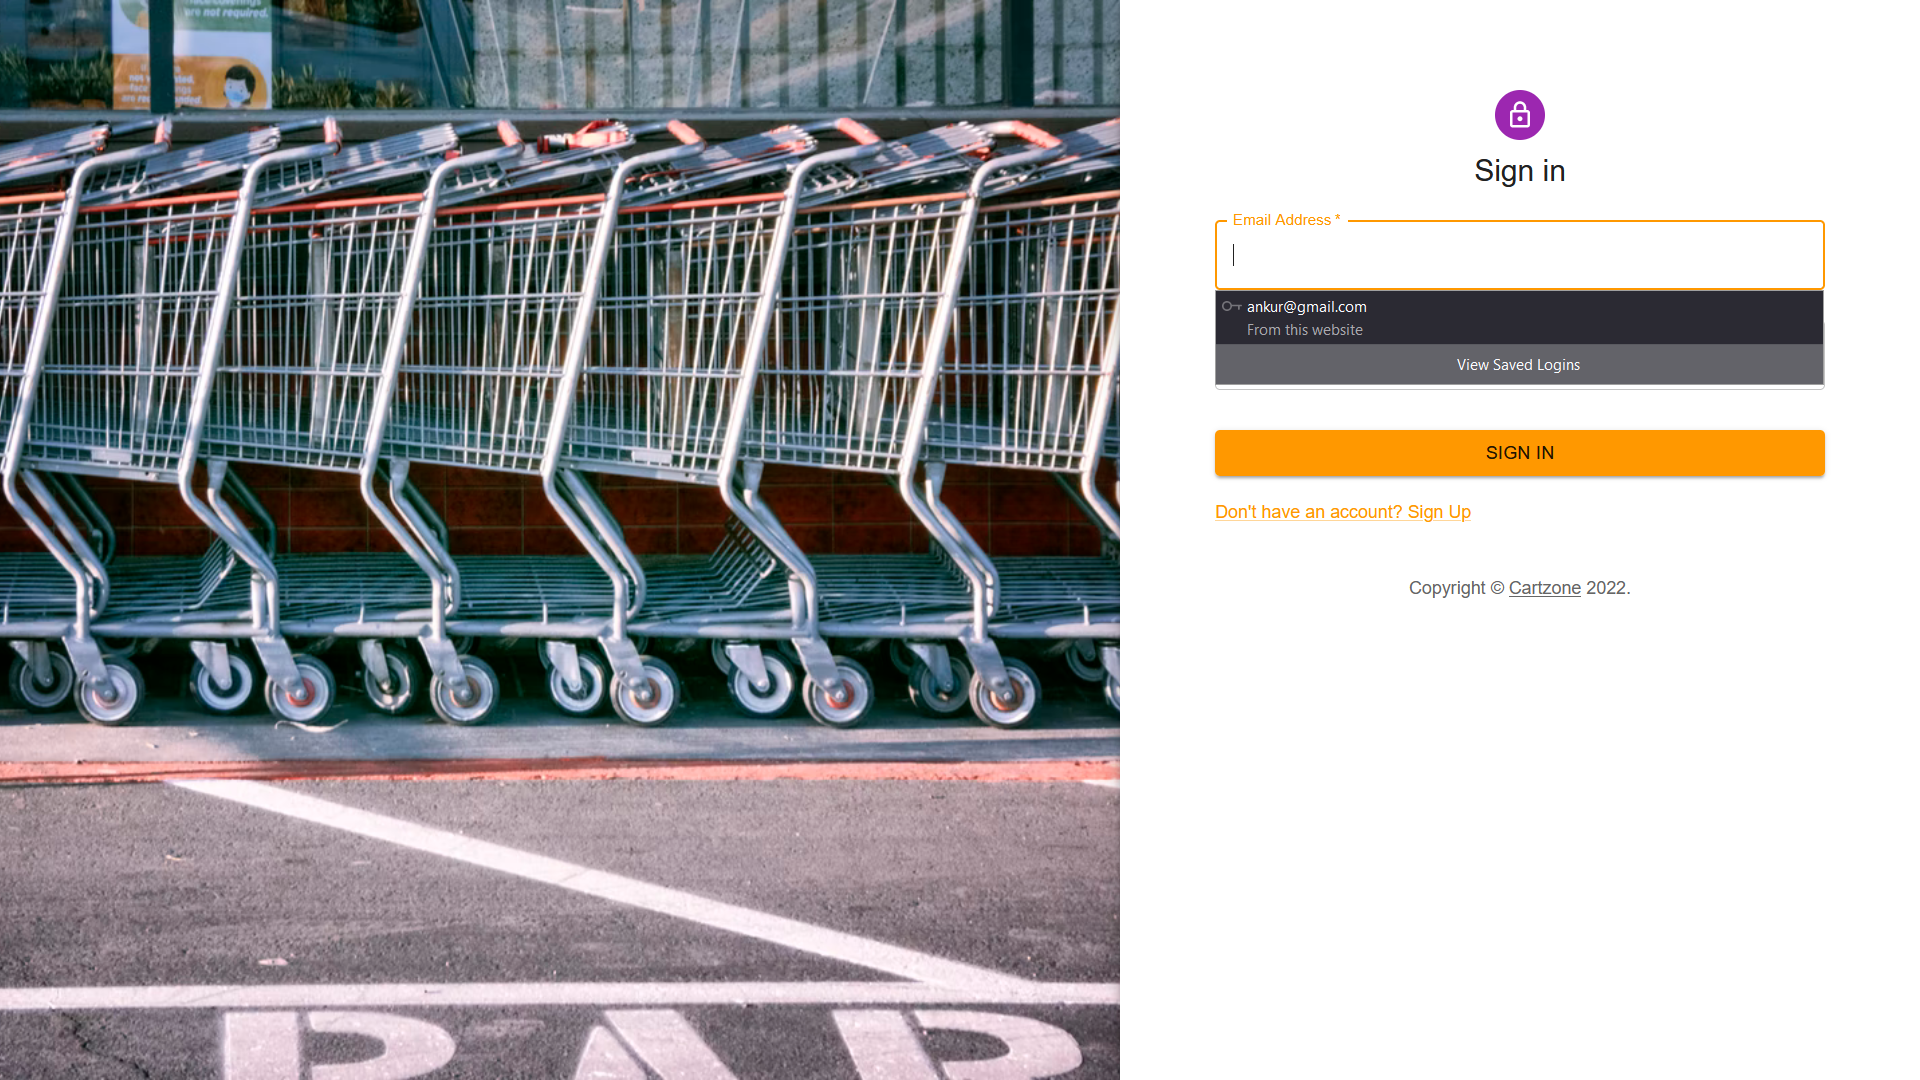 are not required.
Sign in
Email Address *
ankur@gmail.com
From this website
View Saved Logins
SIGN IN
Don't have an account? Sign Up
Copyright © Cartzone 2022.